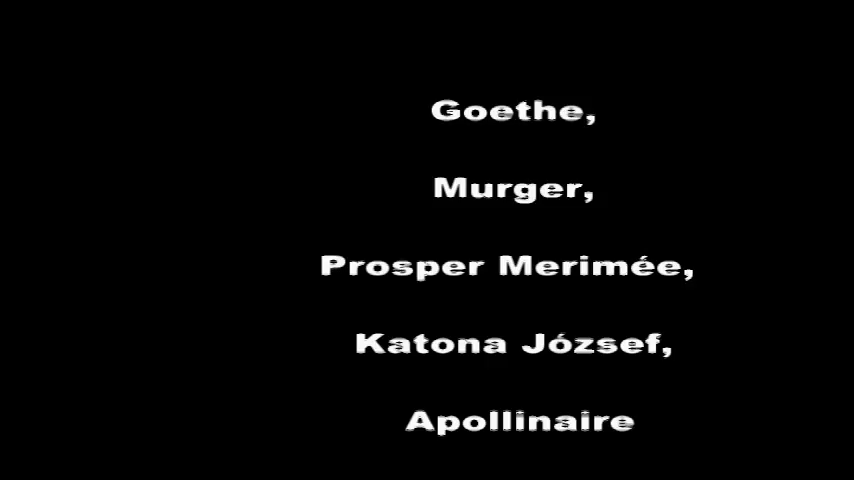 Goethe,
Murger,
Prosper Merimée,
Katona József,
Apollinaire